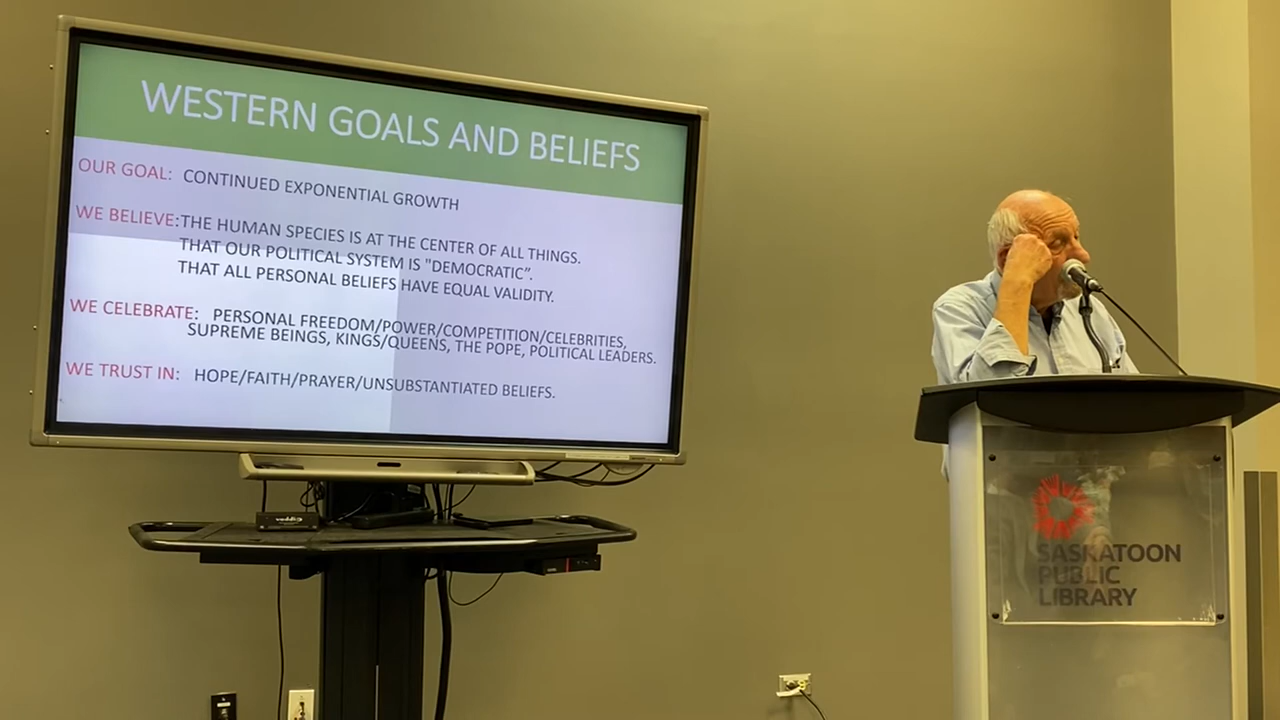 WESTERN GOALS AND BELIEFS
OUR GOAL: CONTINUED EXPONENTIAL GROWTH
WE BELIEVE:THE HUMAN SPECIES IS AT THE CENTER OF ALL THINGS.
THAT OUR POLITICAL SYSTEM IS "DEMOCRATIC”.
THAT ALL PERSONAL BELIEFS HAVE EQUAL VALIDITY.
WE CELEBRATE: PERSONAL FREEDOM/POWER/COMPETITION/CELEBRITIES,
SUPREME BEINGS, KINGS/QUEENS, THE POPE, POLITICAL LEADERS.
WE TRUST IN: HOPE/FAITH/PRAYER/UNSUBSTANTIATED BELIEFS.
SASKATOON
PUBLIC
LIBRARY